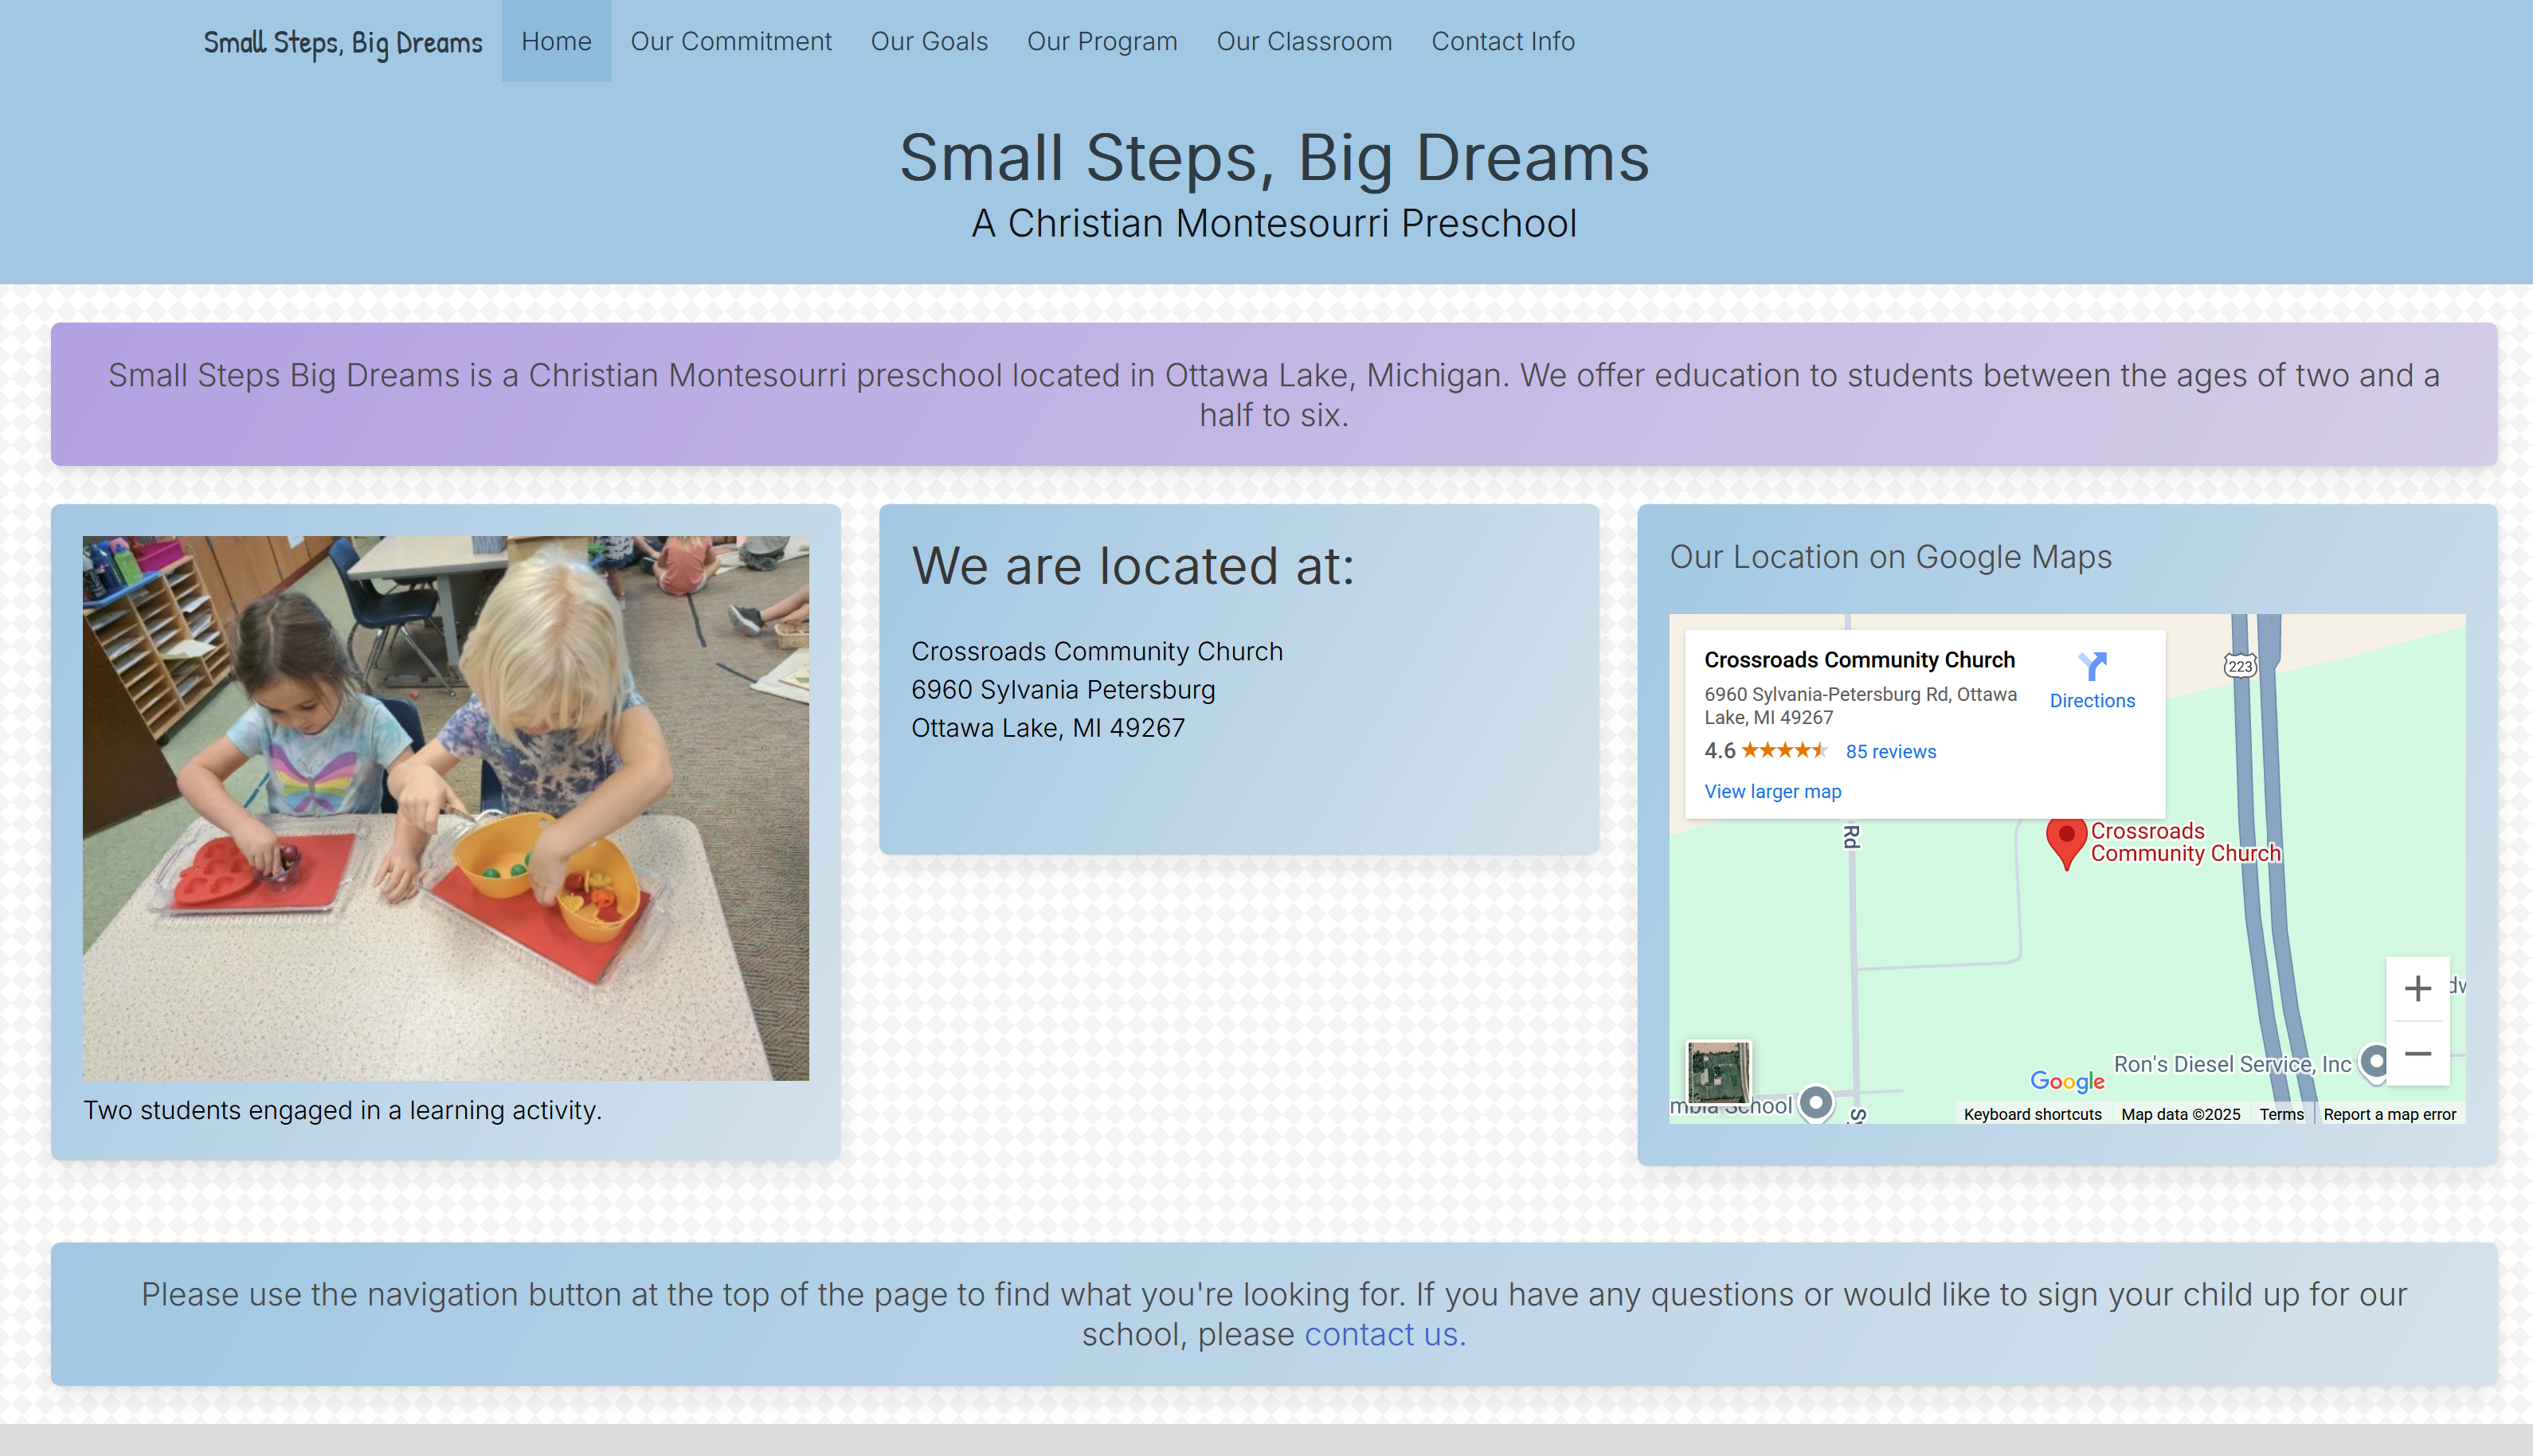 Small Steps, Big Dreams Home Our Commitment Our Goals Our Program Our Classroom Contact Info
Small Steps, Big Dreams
A Christian Montesourri Preschool
Small Steps Big Dreams is a Christian Montesourri preschool located in Ottawa Lake, Michigan. We offer education to students between the ages of two and a
half to six.
Two students engaged in a learning activity.
We are located at:
Crossroads Community Church
6960 Sylvania Petersburg
Ottawa Lake, MI 49267
Our Location on Google Maps
Crossroads Community Church
6960 Sylvania-Petersburg Rd, Ottawa
Lake, MI 49267
Directions
4.6 85 reviews
View larger map
223
Rd
Crossroads
Community Church
Ron's Diesel Service, Inc
Google
School
Keyboard shortcuts Map data ©2025 Terms Report a map error
Please use the navigation button at the top of the page to find what you're looking for. If you have any questions or would like to sign your child up for our
school, please contact us.